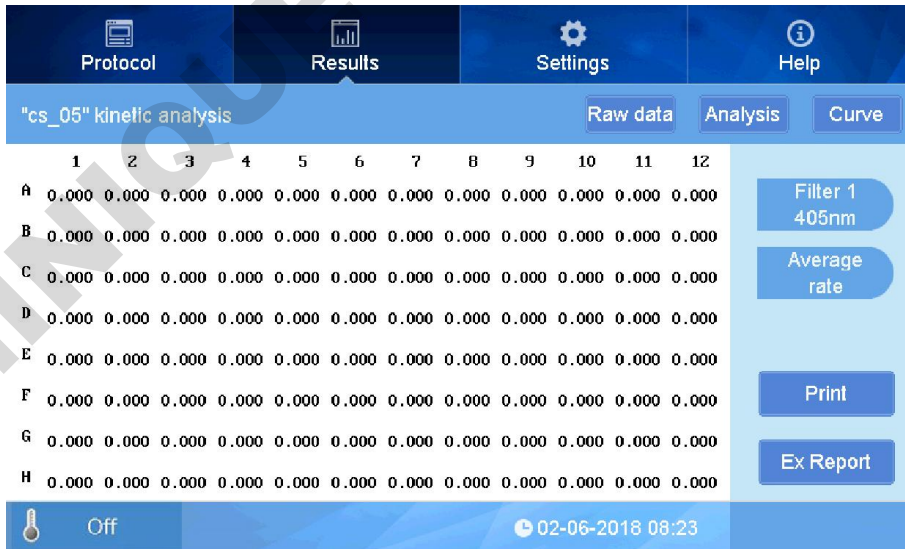 Protocol Results Settings Help
"cs_05" kinetic analysis Raw data Analysis Curve
1 2 3 4 5 6 7 8 9 10 11 12
A 0.000 0.000 0.000 0.000 0.000 0.000 0.000 0.000 0.000 0.000 0.000 0.000
B 0.000 0.000 0.000 0.000 0.000 0.000 0.000 0.000 0.000 0.000 0.000 0.000
C 0.000 0.000 0.000 0.000 0.000 0.000 0.000 0.000 0.000 0.000 0.000 0.000
D 0.000 0.000 0.000 0.000 0.000 0.000 0.000 0.000 0.000 0.000 0.000 0.000
E 0.000 0.000 0.000 0.000 0.000 0.000 0.000 0.000 0.000 0.000 0.000 0.000
F 0.000 0.000 0.000 0.000 0.000 0.000 0.000 0.000 0.000 0.000 0.000 0.000
G 0.000 0.000 0.000 0.000 0.000 0.000 0.000 0.000 0.000 0.000 0.000 0.000
H 0.000 0.000 0.000 0.000 0.000 0.000 0.000 0.000 0.000 0.000 0.000 0.000
Filter 1
405nm
Average
rate
Print
Ex Report
Off 02-06-2018 08:23